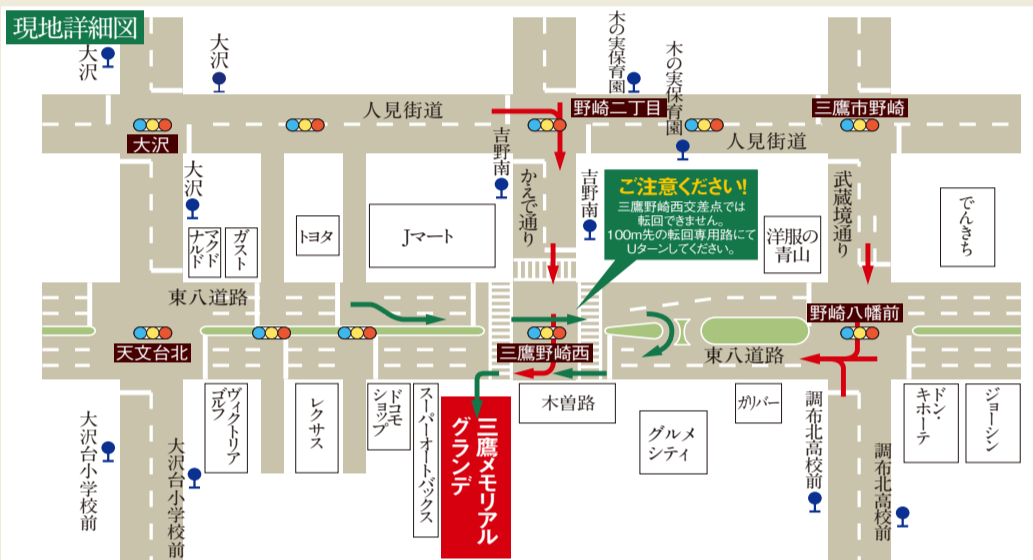 現地詳細図
大沢
大沢
木の実保育園
木の実保育園
人見街道
野崎二丁目
三鷹市野崎
大沢
人見街道
吉野南
大沢
かえで通り
吉野南
ご注意ください!
三鷹野崎西交差点では
転回できません。
100m先の転回専用路にて
Uターンしてください。
武蔵境通り
でんきち
マクド
ナルド
ガスト
トヨタ
Jマート
洋服の
青山
東八道路
野崎八幡前
天文台北
三鷹野崎西
東八道路
ヴィクトリア
ゴルフ
レクサス
ドコモ
ショップ
スーパーオートバックス
三鷹メモリアル
グランデ
木曽路
グルメ
シティ
ガリバー
調布北高校前
ドン・
キホーテ
ジョーシン
大沢台小学校前
大沢台小学校前
調布北高校前